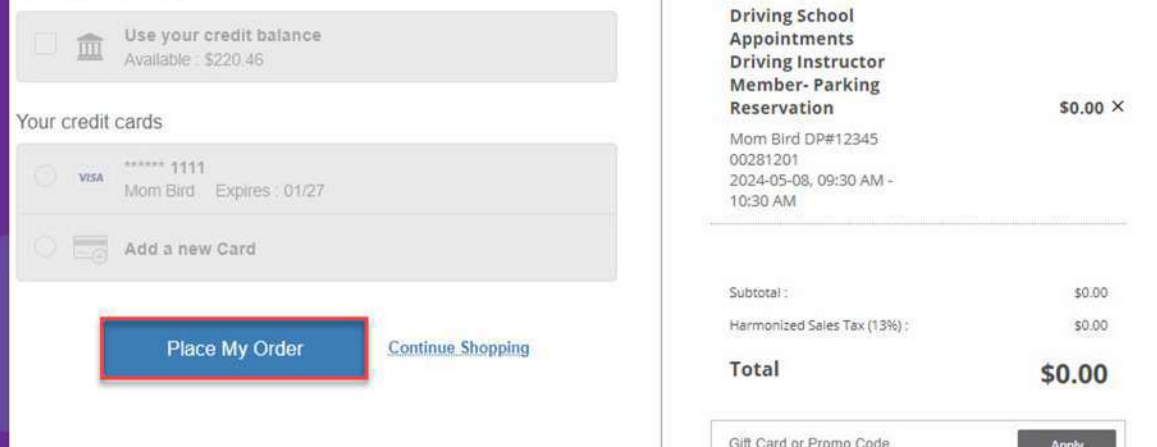 Use your credit balance
Available : $220.46
Your credit cards
VISA
****** 1111
Mom Bird Expires : 01/27
Add a new Card
Place My Order
Continue Shopping
Driving School
Appointments
Driving Instructor
Member- Parking
Reservation $0.00 ×
Mom Bird DP#12345
00281201
2024-05-08, 09:30 AM -
10:30 AM
Subtotal : $0.00
Harmonized Sales Tax (13%) : $0.00
Total $0.00
Gift Card or Promo Code Apply